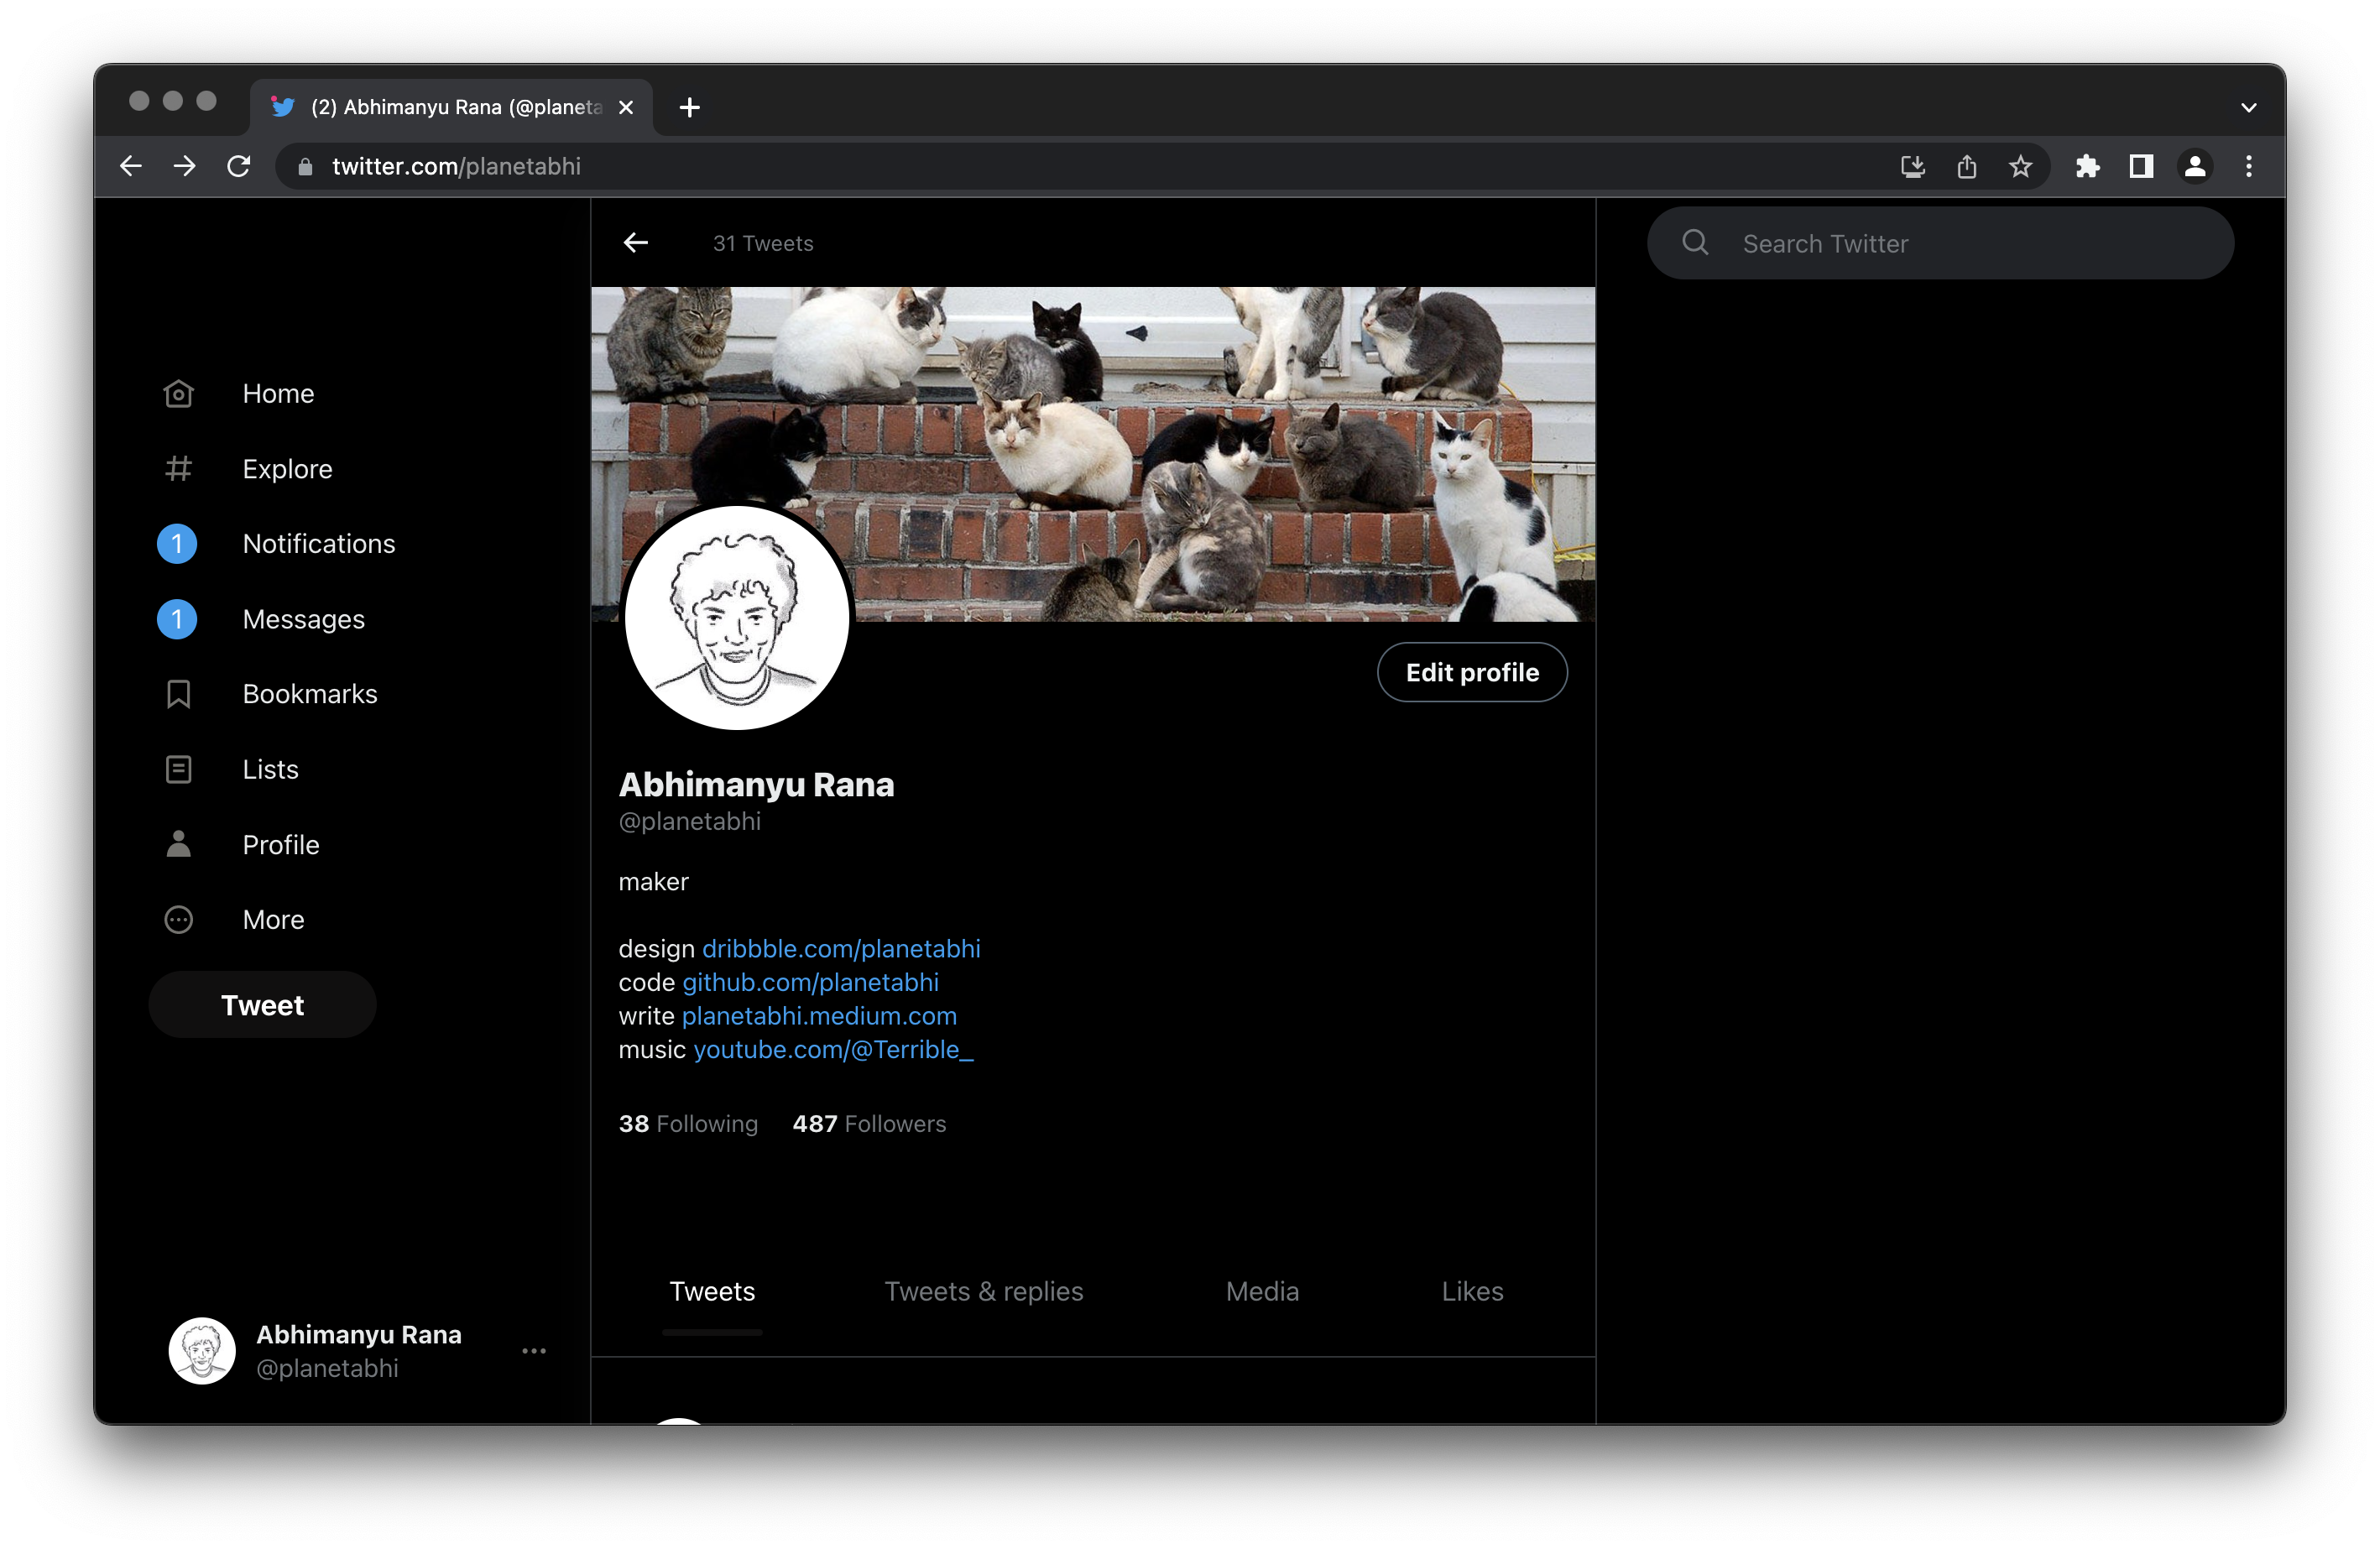 (2) Abhimanyu Rana (@planeta
twitter.com/planetabhi
31 Tweets
Search Twitter
Home
Explore
1 Notifications
1 Messages
Bookmarks
Lists
Profile
More
Tweet
Edit profile
Abhimanyu Rana
@planetabhi
maker
design dribbble.com/planetabhi
code github.com/planetabhi
write planetabhi.medium.com
music youtube.com/@Terrible_
38 Following 487 Followers
Tweets Tweets & replies Media Likes
Abhimanyu Rana
@planetabhi